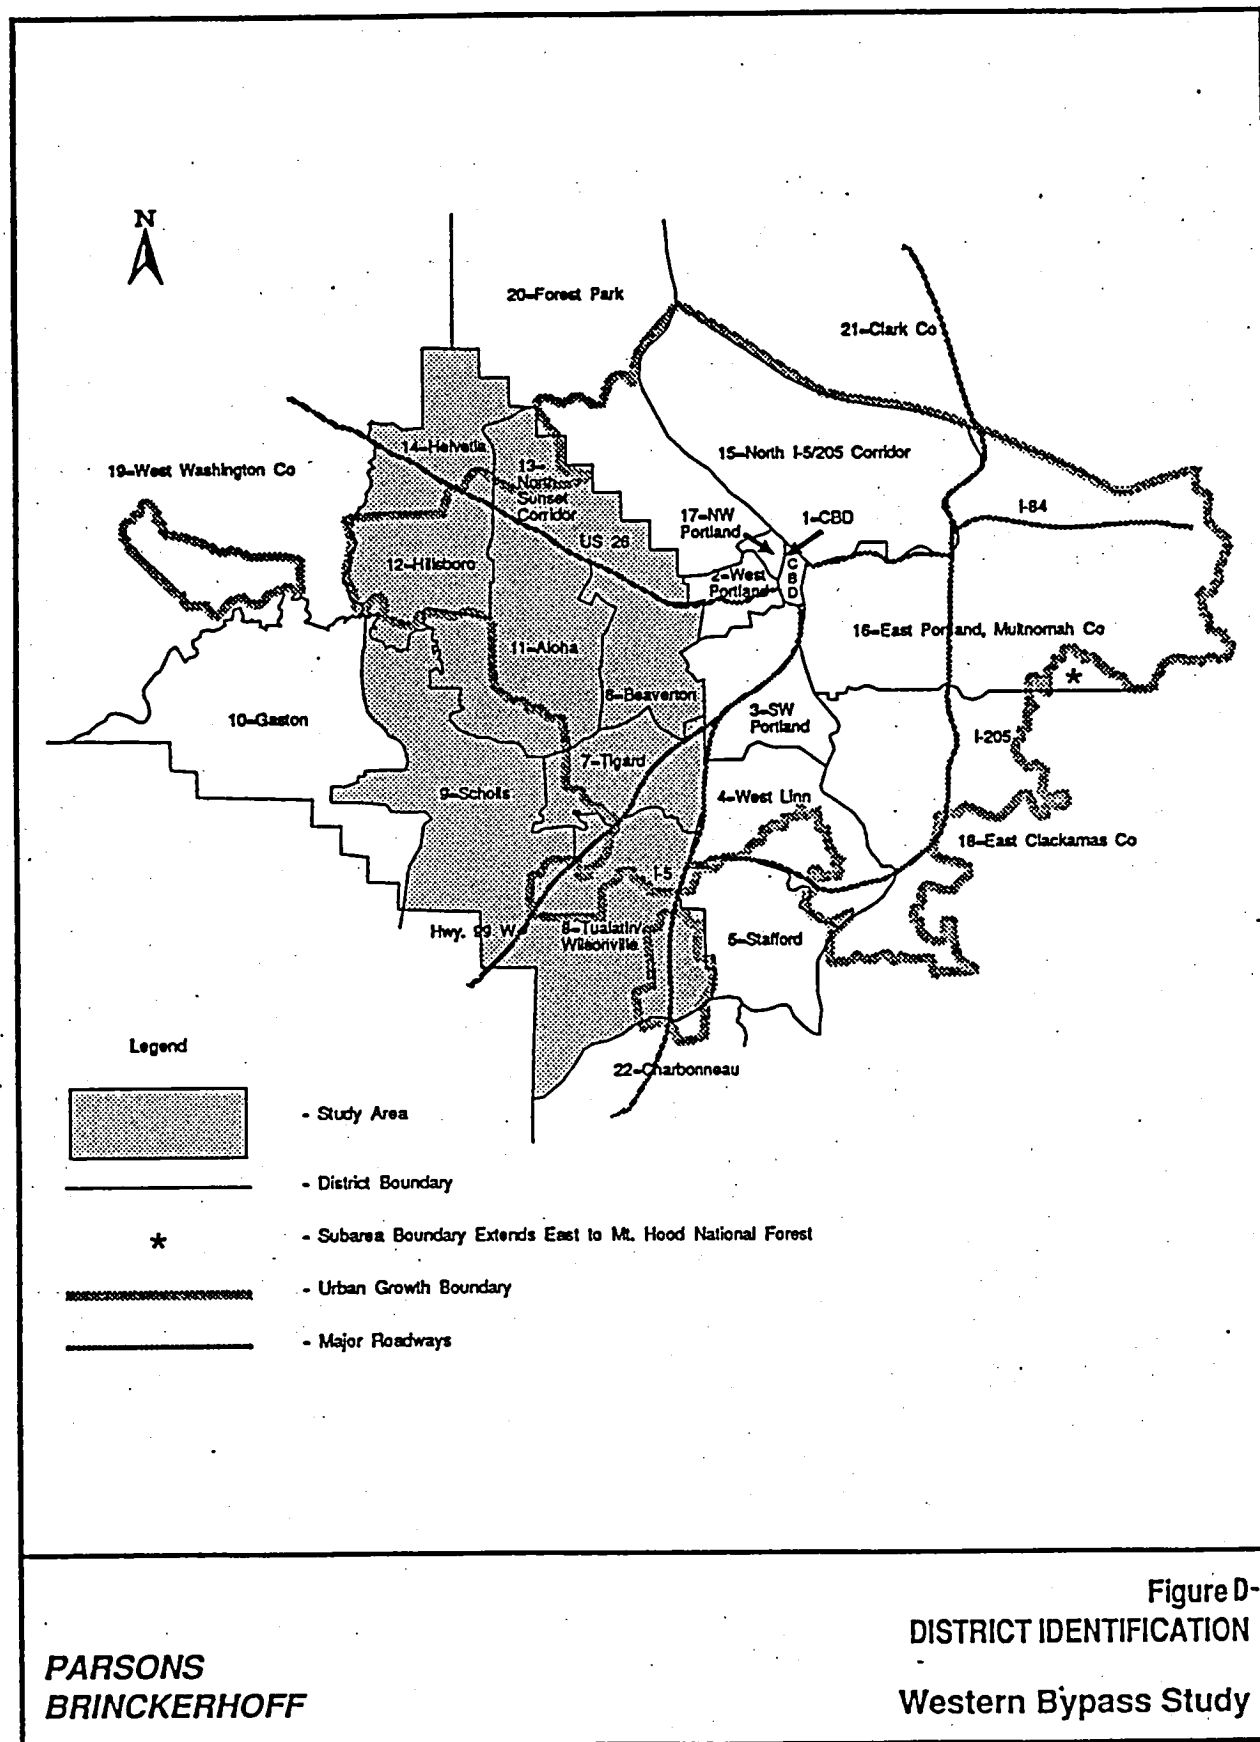 N
20=Forest Park
21=Clark Co
14=Helvetia
15=North I-5/205 Corridor
19=West Washington Co
13=
North
Sunset
Corridor
17=NW
Portland
1=CBD
I-84
US 26
12=Hillsboro
2=West
Portland
C
B
D
16=East Portland, Multnomah Co
11=Aloha
*
6=Beaverton
10=Gaston
3=SW
Portland
I-205
7=Tigard
9=Scholls
4=West Linn
18=East Clackamas Co
I-5
Hwy. 99 W
8=Tualatin/
Wilsonville
5=Stafford
22=Charbonneau
Legend
- Study Area
- District Boundary
* - Subarea Boundary Extends East to Mt. Hood National Forest
- Urban Growth Boundary
- Major Roadways
Figure D-
DISTRICT IDENTIFICATION
PARSONS
BRINCKERHOFF
Western Bypass Study